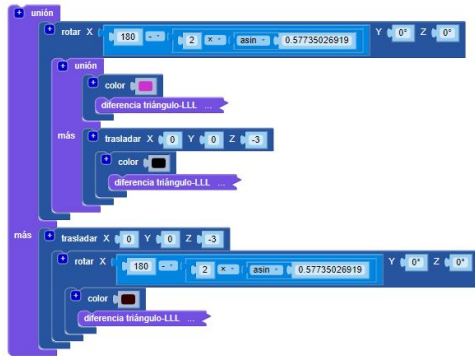 unión
rotar X 180 - 2 × asin 0.57735026919 Y 0° Z 0°
unión
color
diferencia triángulo-LLL ...
más trasladar X 0 Y 0 Z -3
color
diferencia triángulo-LLL ...
más trasladar X 0 Y 0 Z -3
rotar X 180 - 2 × asin 0.57735026919 Y 0° Z 0°
color
diferencia triángulo-LLL ...